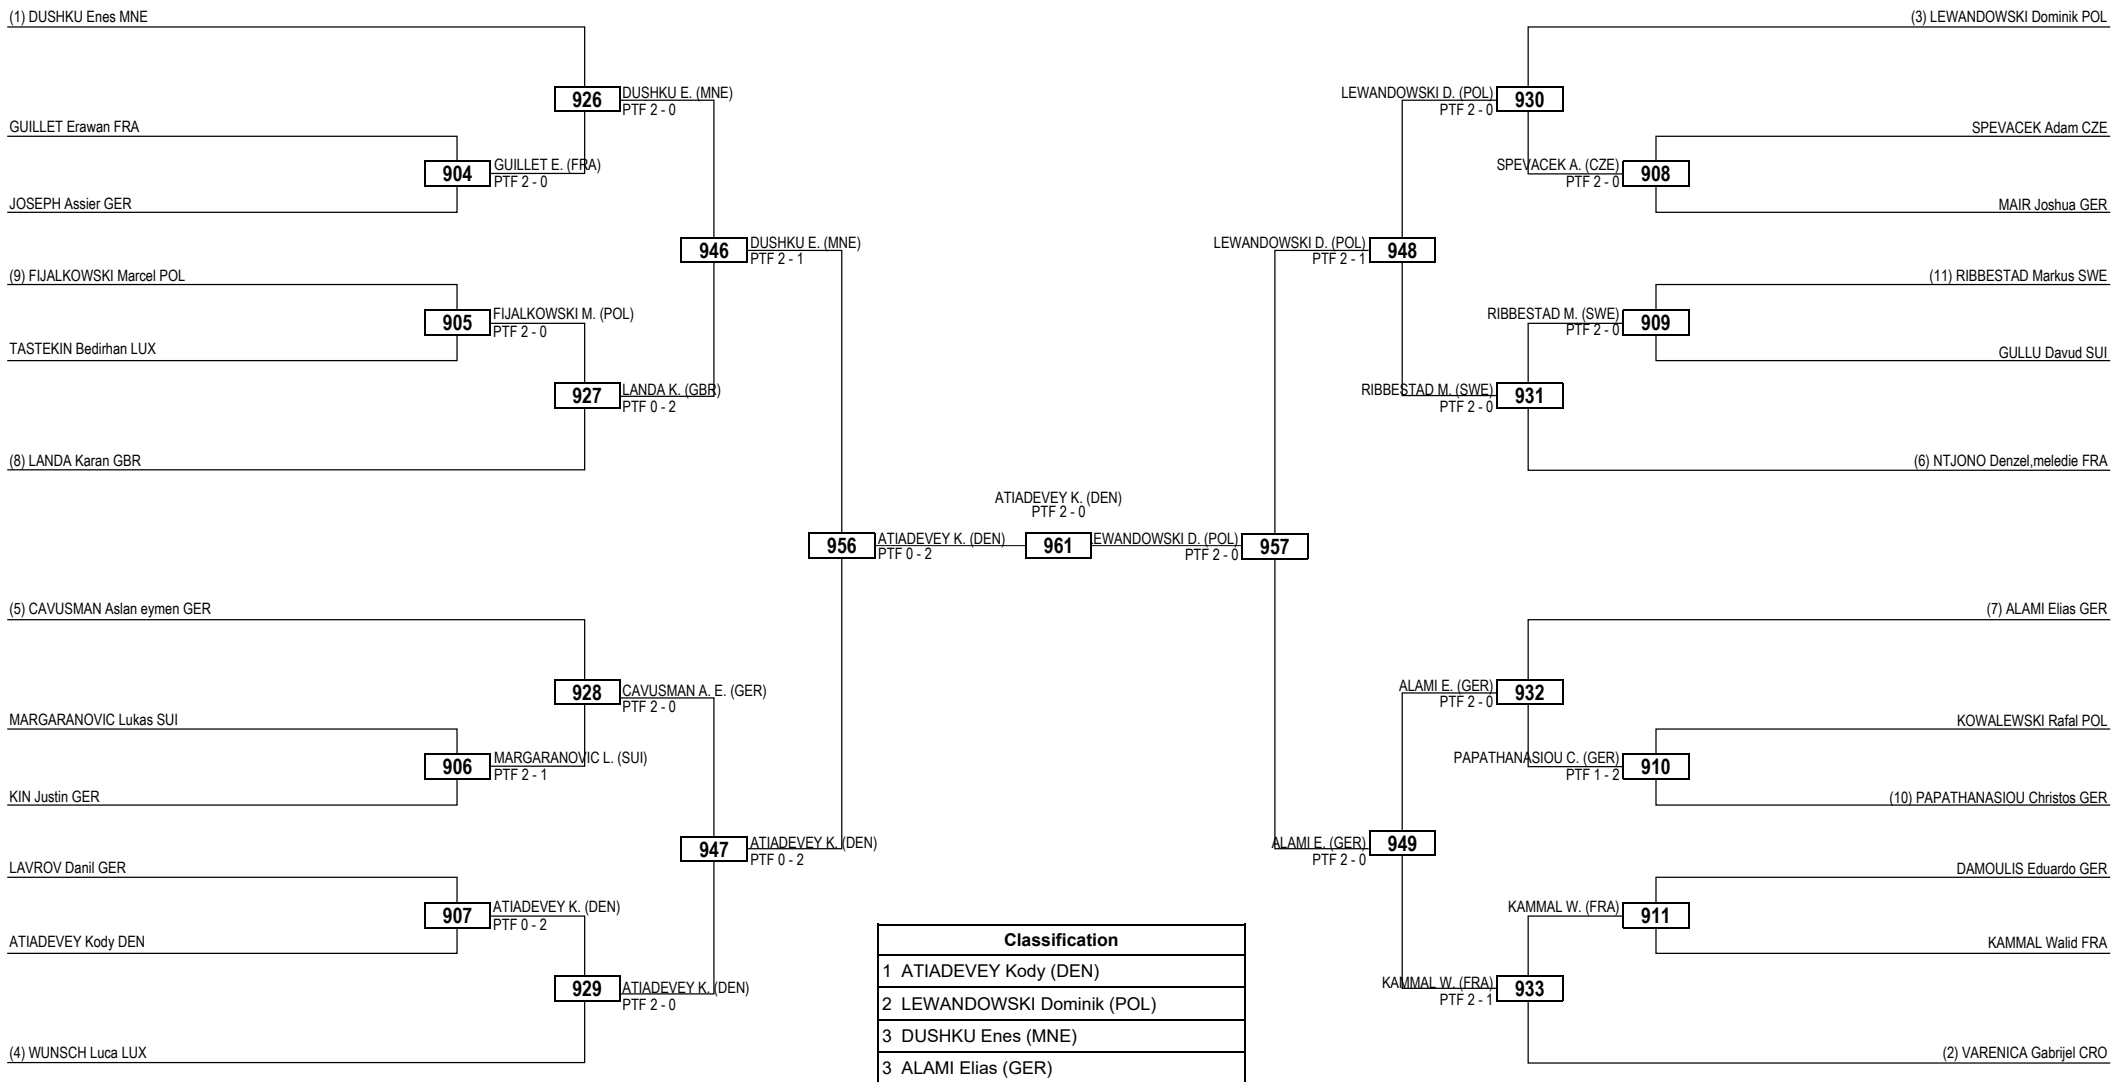 (1) DUSHKU Enes MNE
926
DUSHKU E. (MNE)
PTF 2 - 0
GUILLET Erawan FRA
904
GUILLET E. (FRA)
PTF 2 - 0
JOSEPH Assier GER
946
DUSHKU E. (MNE)
PTF 2 - 1
(9) FIJALKOWSKI Marcel POL
905
FIJALKOWSKI M. (POL)
PTF 2 - 0
TASTEKIN Bedirhan LUX
927
LANDA K. (GBR)
PTF 0 - 2
(8) LANDA Karan GBR
956
ATIADEVEY K. (DEN)
PTF 0 - 2
(5) CAVUSMAN Aslan eymen GER
928
CAVUSMAN A. E. (GER)
PTF 2 - 0
MARGARANOVIC Lukas SUI
906
MARGARANOVIC L. (SUI)
PTF 2 - 1
KIN Justin GER
947
ATIADEVEY K. (DEN)
PTF 0 - 2
LAVROV Danil GER
907
ATIADEVEY K. (DEN)
PTF 0 - 2
ATIADEVEY Kody DEN
929
ATIADEVEY K. (DEN)
PTF 2 - 0
(4) WUNSCH Luca LUX
ATIADEVEY K. (DEN)
PTF 2 - 0
961
(3) LEWANDOWSKI Dominik POL
LEWANDOWSKI D. (POL)
PTF 2 - 0
930
SPEVACEK Adam CZE
SPEVACEK A. (CZE)
PTF 2 - 0
908
MAIR Joshua GER
LEWANDOWSKI D. (POL)
PTF 2 - 1
948
(11) RIBBESTAD Markus SWE
RIBBESTAD M. (SWE)
PTF 2 - 0
909
GULLU Davud SUI
RIBBESTAD M. (SWE)
PTF 2 - 0
931
(6) NTJONO Denzel,meledie FRA
EWANDOWSKI D. (POL)
PTF 2 - 0
957
(7) ALAMI Elias GER
ALAMI E. (GER)
PTF 2 - 0
932
KOWALEWSKI Rafal POL
PAPATHANASIOU C. (GER)
PTF 1 - 2
910
(10) PAPATHANASIOU Christos GER
ALAMI E. (GER)
PTF 2 - 0
949
DAMOULIS Eduardo GER
KAMMAL W. (FRA)
911
KAMMAL Walid FRA
KAMMAL W. (FRA)
PTF 2 - 1
933
(2) VARENICA Gabrijel CRO
Classification
1 ATIADEVEY Kody (DEN)
2 LEWANDOWSKI Dominik (POL)
3 DUSHKU Enes (MNE)
3 ALAMI Elias (GER)